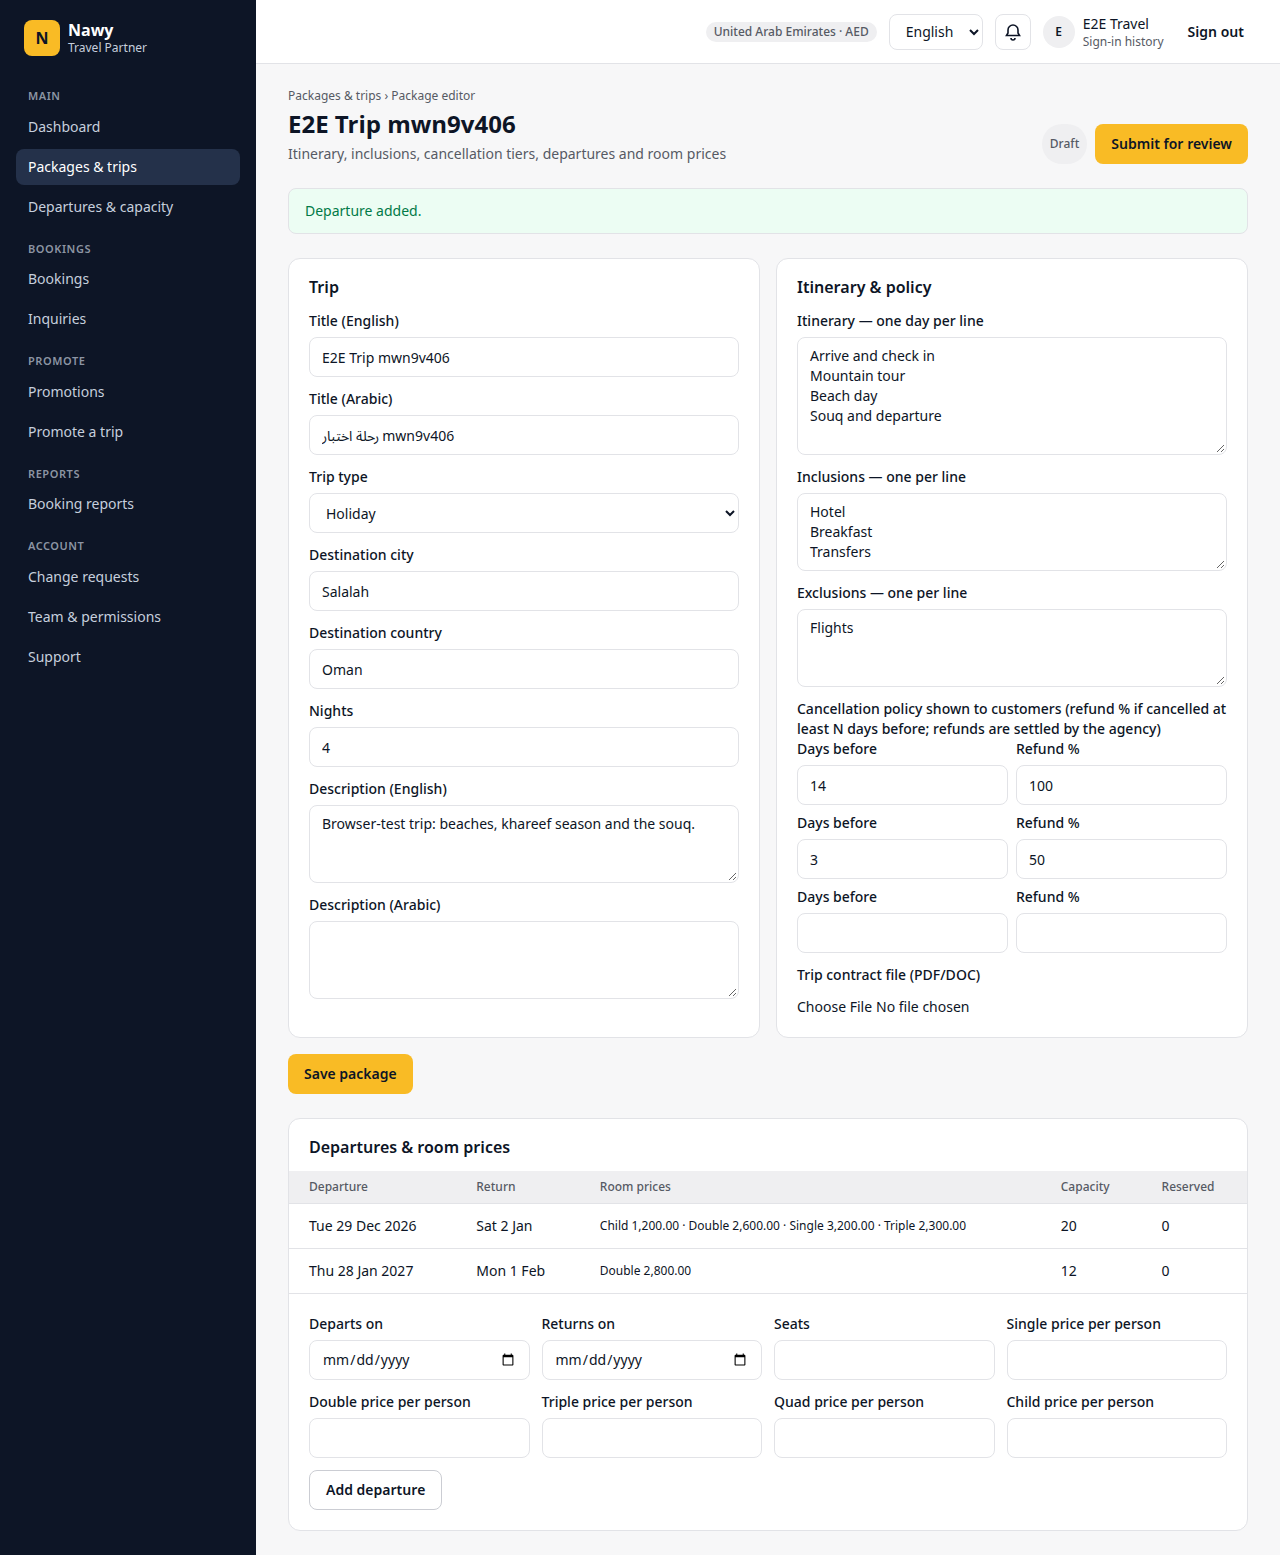 N
Nawy
Travel Partner
United Arab Emirates · AED
English
E
E2E Travel
Sign-in history
Sign out
MAIN
Dashboard
Packages & trips
Departures & capacity
BOOKINGS
Bookings
Inquiries
PROMOTE
Promotions
Promote a trip
REPORTS
Booking reports
ACCOUNT
Change requests
Team & permissions
Support
Packages & trips › Package editor
E2E Trip mwn9v406
Itinerary, inclusions, cancellation tiers, departures and room prices
Draft
Submit for review
Departure added.
Trip
Title (English)
E2E Trip mwn9v406
Title (Arabic)
رحلة اختبار mwn9v406
Trip type
Holiday
Destination city
Salalah
Destination country
Oman
Nights
4
Description (English)
Browser-test trip: beaches, khareef season and the souq.
Description (Arabic)
Itinerary & policy
Itinerary — one day per line
Arrive and check in
Mountain tour
Beach day
Souq and departure
Inclusions — one per line
Hotel
Breakfast
Transfers
Exclusions — one per line
Flights
Cancellation policy shown to customers (refund % if cancelled at
least N days before; refunds are settled by the agency)
Days before Refund %
14 100
Days before Refund %
3 50
Days before Refund %
Trip contract file (PDF/DOC)
Choose File No file chosen
Save package
Departures & room prices
Departure Return Room prices Capacity Reserved
Tue 29 Dec 2026 Sat 2 Jan Child 1,200.00 · Double 2,600.00 · Single 3,200.00 · Triple 2,300.00 20 0
Thu 28 Jan 2027 Mon 1 Feb Double 2,800.00 12 0
Departs on Returns on Seats Single price per person
mm/dd/yyyy mm/dd/yyyy
Double price per person Triple price per person Quad price per person Child price per person
Add departure